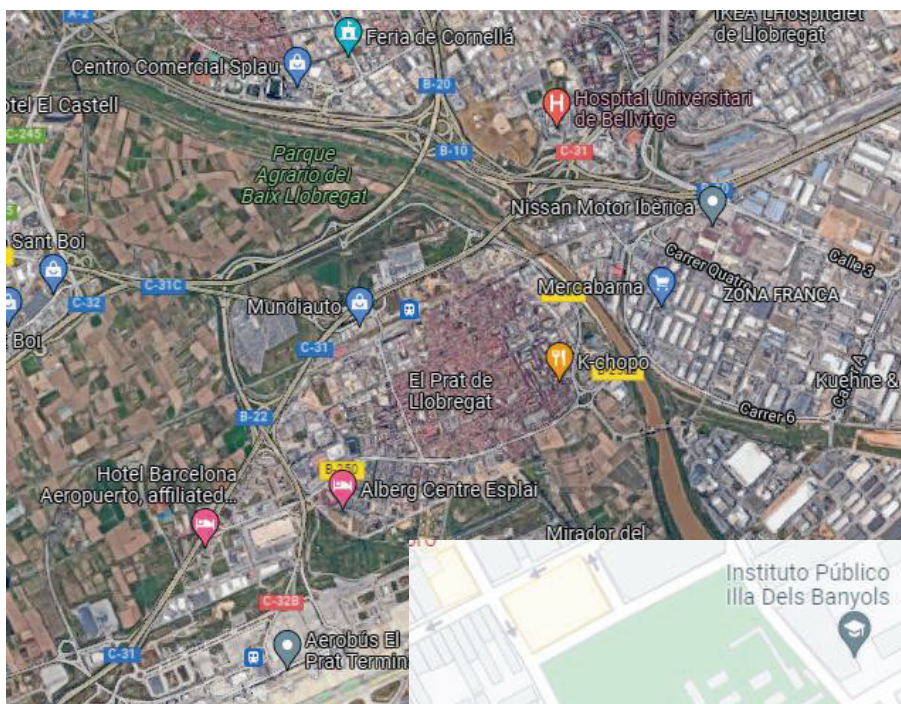 A-2
Feria de Cornellá
IKEA L'Hospitalet
de Llobregat
Centro Comercial Splau
otel El Castell
B-20
Hospital Universitari
de Bellvitge
C-245
Parque
Agrario del
Baix Llobregat
B-10
C-31
Nissan Motor Ibèrica
Sant Boi
Carrer Quatre
Calle 3
C-32
C-31C
Mercabarna
ZONA FRANCA
Mundiauto
Boi
C-31
K-chopo
El Prat de
Llobregat
Kuehne &
B-22
Carrer 6
Hotel Barcelona
Aeropuerto, affiliated...
B-250
Alberg Centre Esplai
Mirador del
Instituto Público
Illa Dels Banyols
C-32B
C-31
Aerobús El
Prat Termin